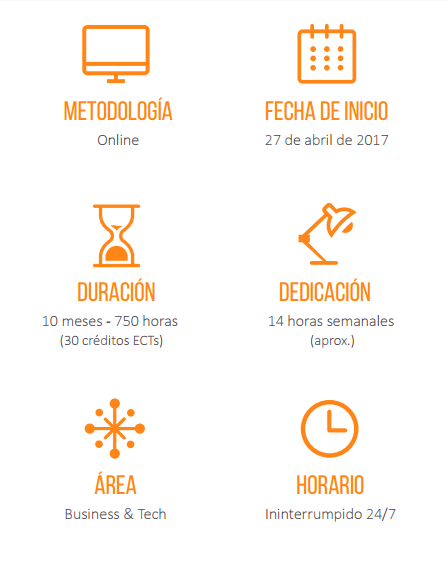 METODOLOGÍA
Online
FECHA DE INICIO
27 de abril de 2017
DURACIÓN
10 meses - 750 horas
(30 créditos ECTs)
DEDICACIÓN
14 horas semanales
(aprox.)
ÁREA
Business & Tech
HORARIO
Ininterrumpido 24/7